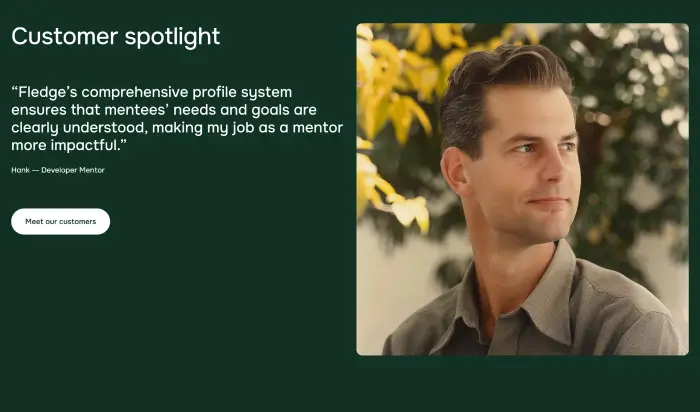 Customer spotlight
“Fledge’s comprehensive profile system
ensures that mentees’ needs and goals are
clearly understood, making my job as a mentor
more impactful.”
Hank — Developer Mentor
Meet our customers